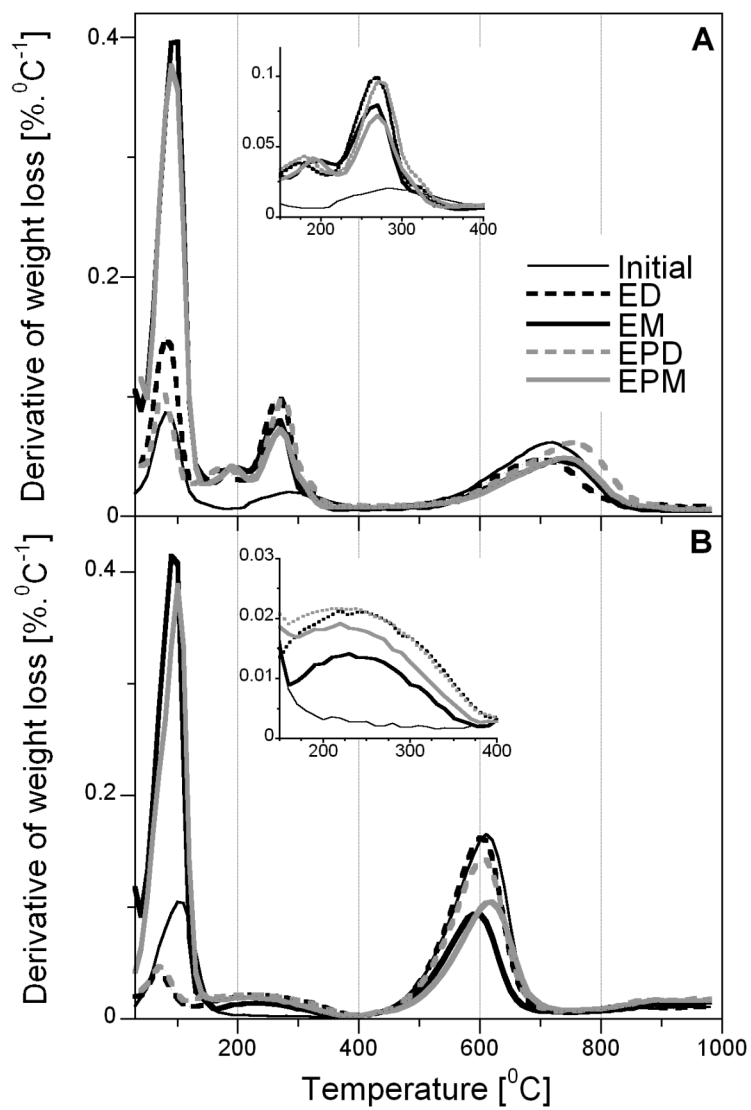 A
Derivative of weight loss [%.⁰C⁻¹]
0.4
0.2
0
0.1
0.05
0
200
300
400
Initial
ED
EM
EPD
EPM
B
Derivative of weight loss [%.⁰C⁻¹]
0.4
0.2
0
0.03
0.02
0.01
0
200
300
400
200
400
600
800
1000
Temperature [⁰C]